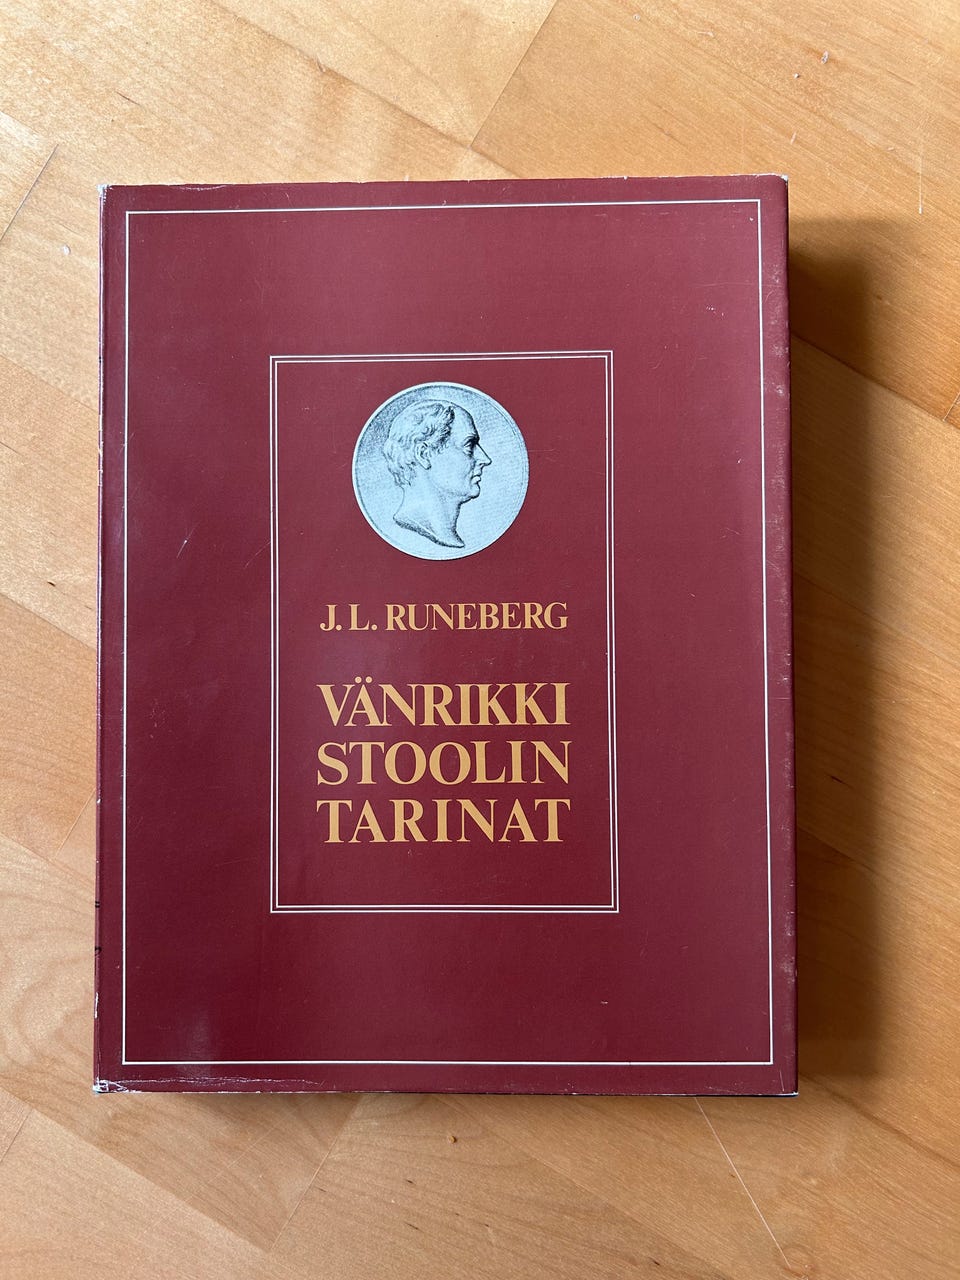 J. L. RUNEBERG
VÄNRIKKI
STOOLIN
TARINAT